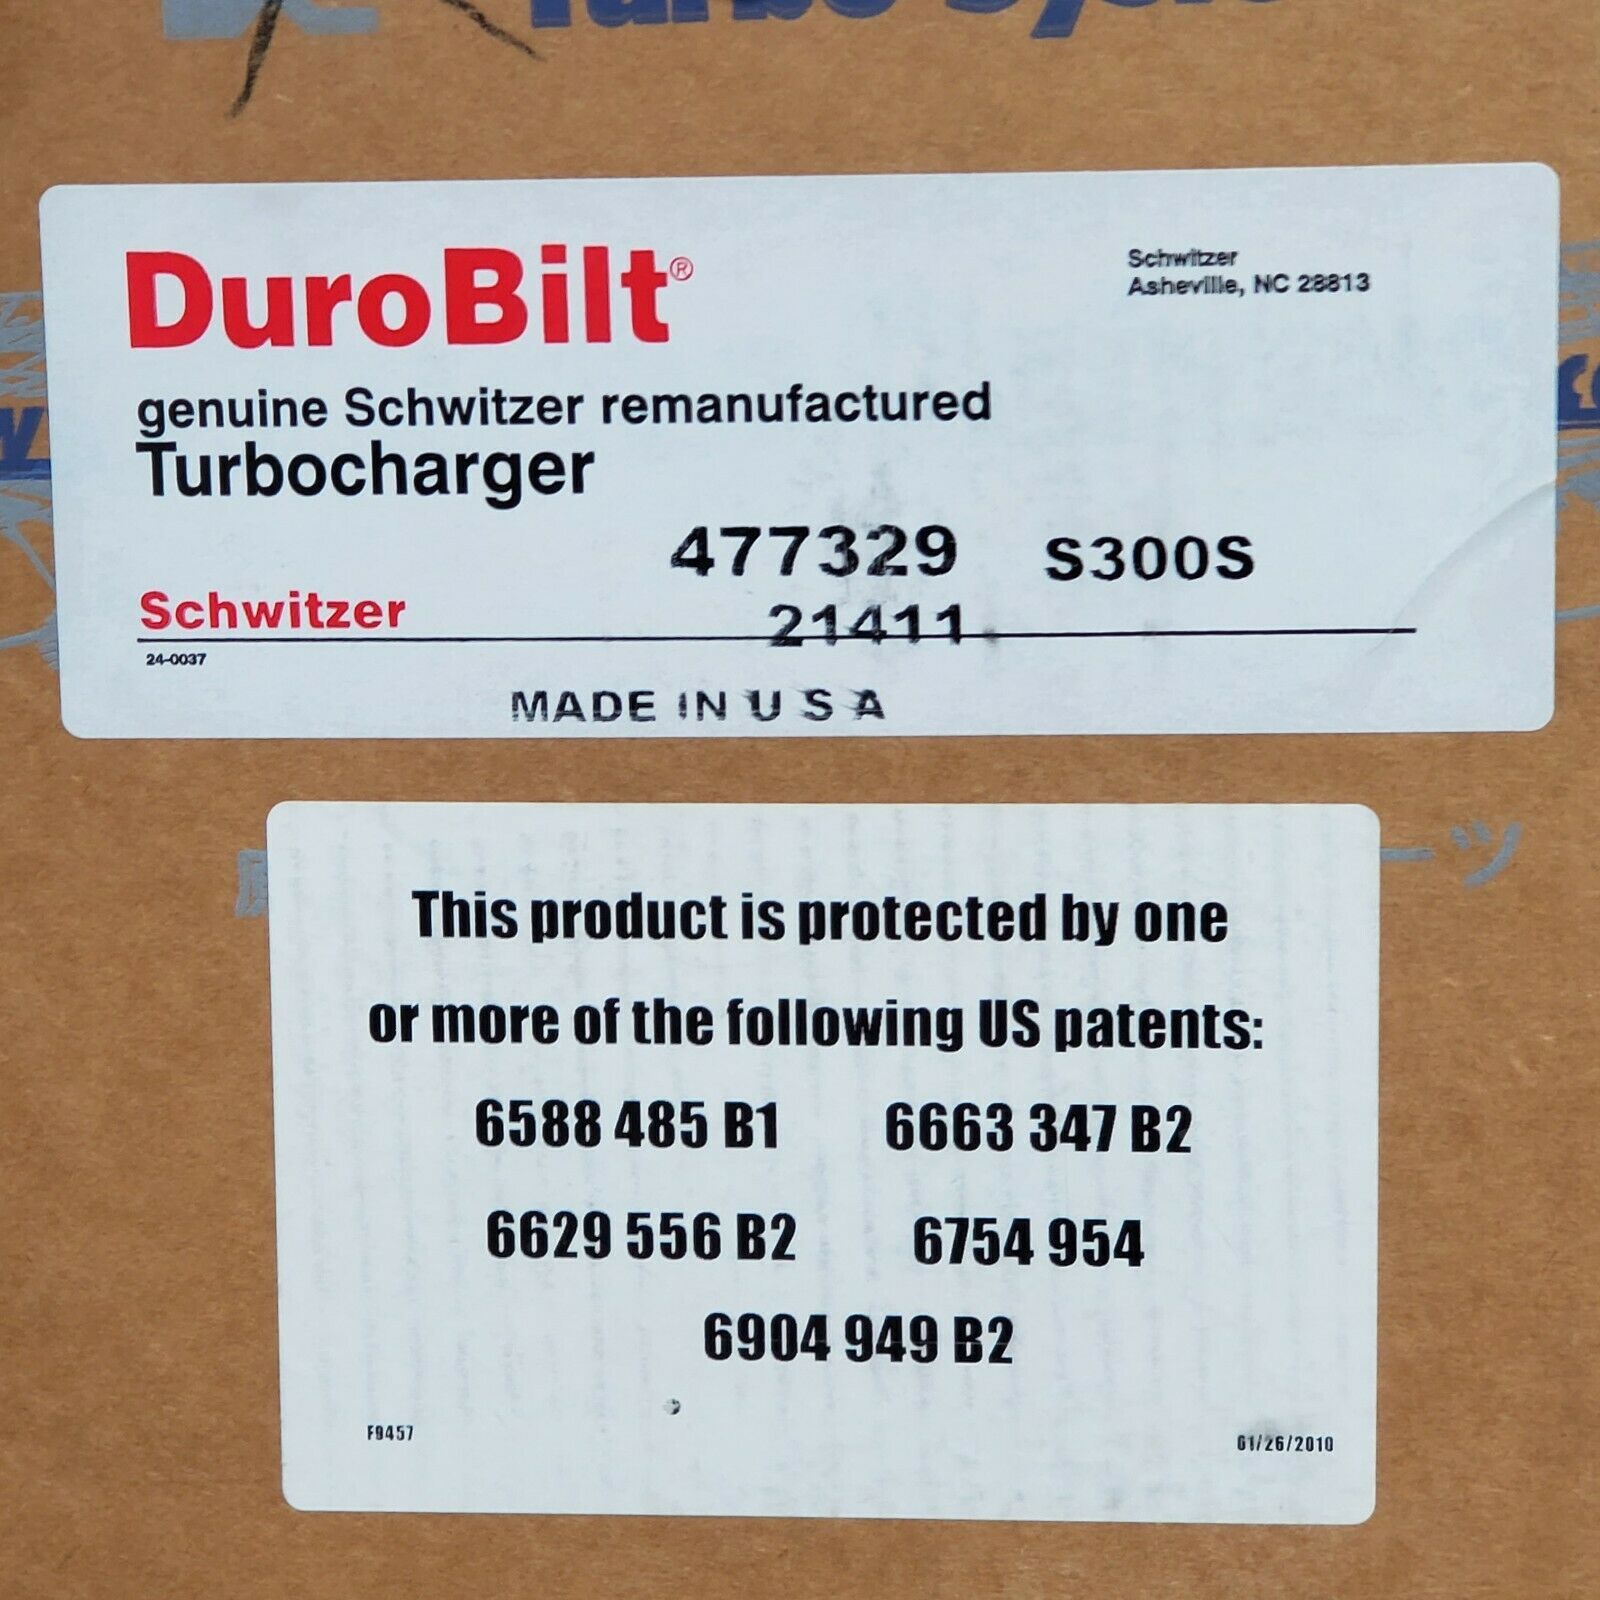 Turbo
DuroBilt®
Schwitzer
Asheville, NC 28813
genuine Schwitzer remanufactured
Turbocharger
477329 S300S
Schwitzer
21411
24-0037
MADE IN U S A
This product is protected by one
or more of the following US patents:
6588 485 B1 6663 347 B2
6629 556 B2 6754 954
6904 949 B2
F9457
01/26/2010